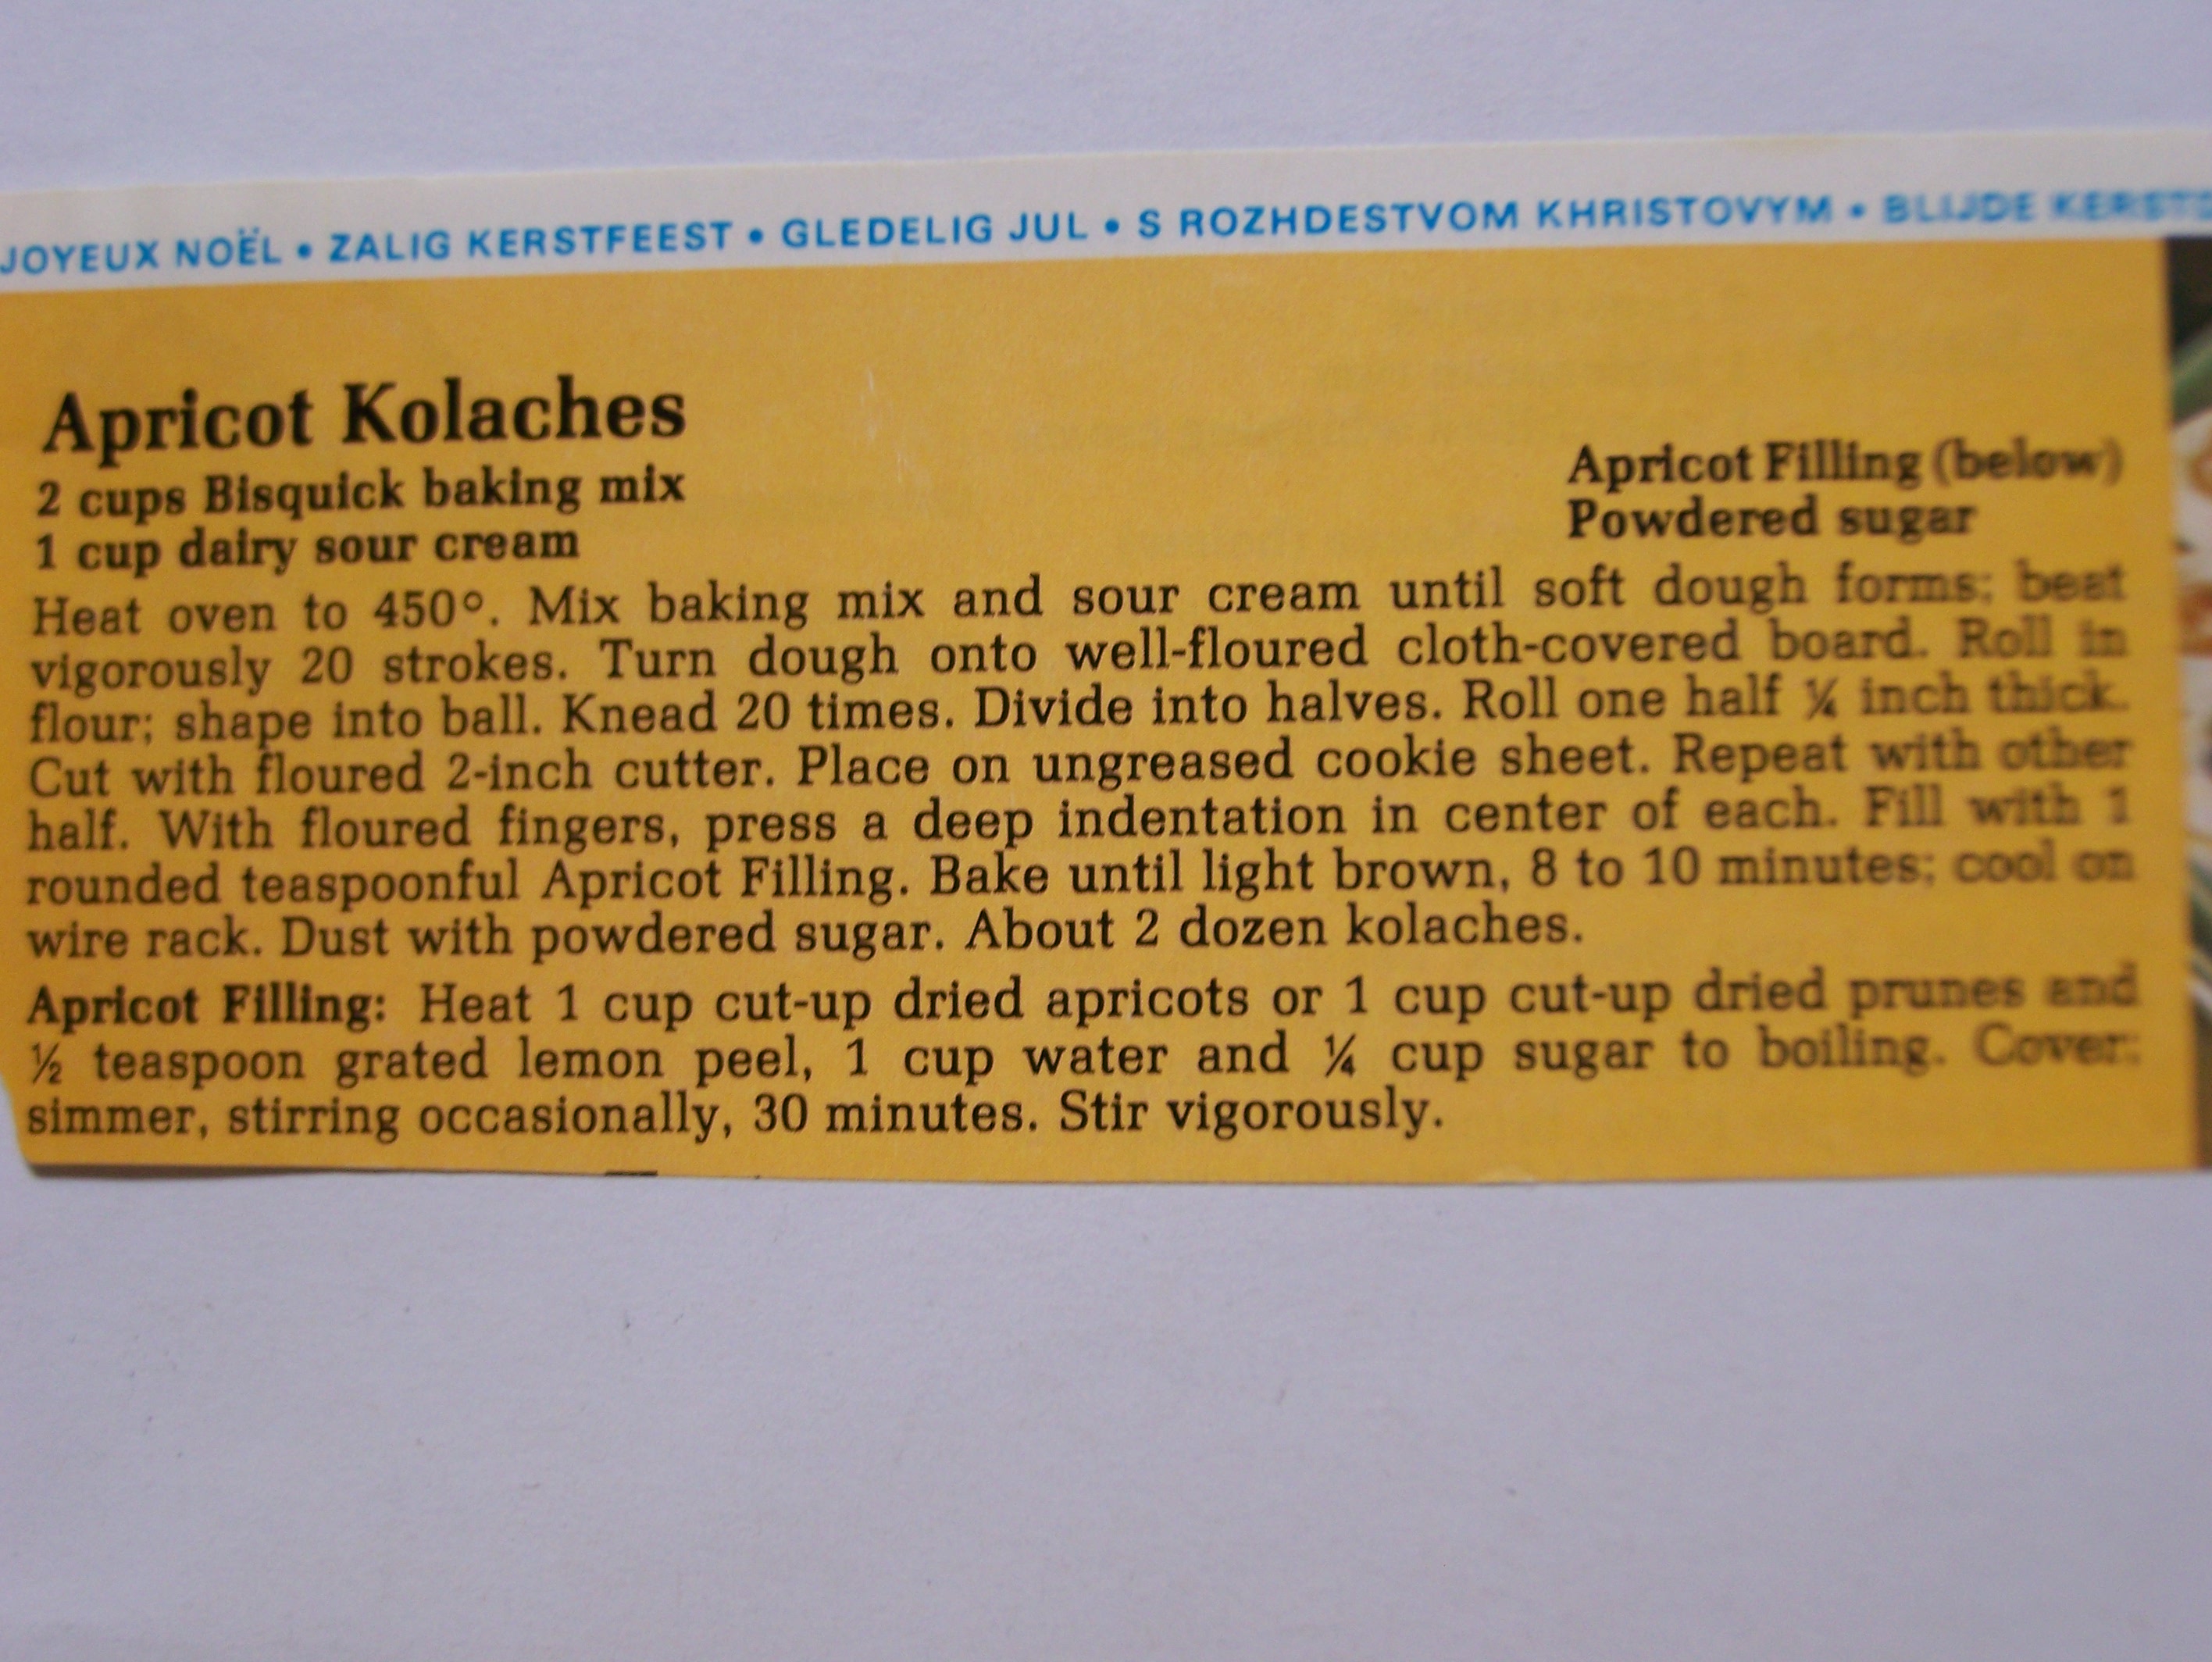 JOYEUX NOËL • ZALIG KERSTFEEST • GLEDELIG JUL • S ROZHDESTVOM KHRISTOVYM • BLIJDE
Apricot Kolaches
2 cups Bisquick baking mix
1 cup dairy sour cream
Apricot Filling (below)
Powdered sugar
Heat oven to 450°. Mix baking mix and sour cream until soft dough forms; beat
vigorously 20 strokes. Turn dough onto well-floured cloth-covered board. Roll in
flour; shape into ball. Knead 20 times. Divide into halves. Roll one half ¼ inch thick.
Cut with floured 2-inch cutter. Place on ungreased cookie sheet. Repeat with other
half. With floured fingers, press a deep indentation in center of each. Fill with 1
rounded teaspoonful Apricot Filling. Bake until light brown, 8 to 10 minutes; cool on
wire rack. Dust with powdered sugar. About 2 dozen kolaches.
Apricot Filling: Heat 1 cup cut-up dried apricots or 1 cup cut-up dried prunes and
½ teaspoon grated lemon peel, 1 cup water and ¼ cup sugar to boiling. Cover;
simmer, stirring occasionally, 30 minutes. Stir vigorously.